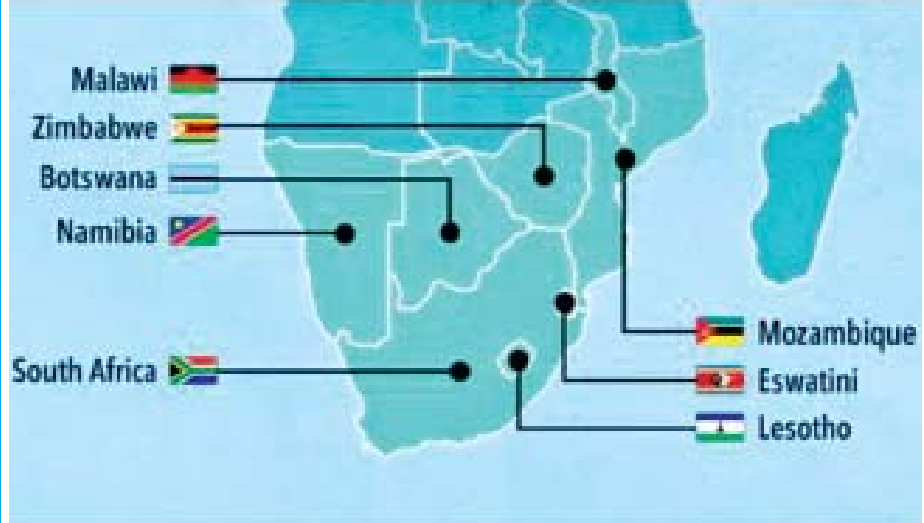 Malawi
Zimbabwe
Botswana
Namibia
South Africa
Mozambique
Eswatini
Lesotho